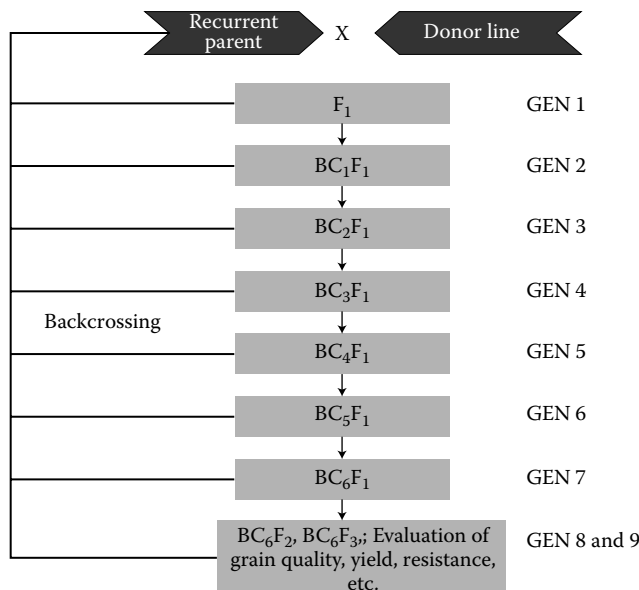 Recurrent
parent
X
Donor line
F₁
GEN 1
BC₁F₁
GEN 2
BC₂F₁
GEN 3
BC₃F₁
GEN 4
Backcrossing
BC₄F₁
GEN 5
BC₅F₁
GEN 6
BC₆F₁
GEN 7
BC₆F₂, BC₆F₃,; Evaluation of
grain quality, yield, resistance,
etc.
GEN 8 and 9